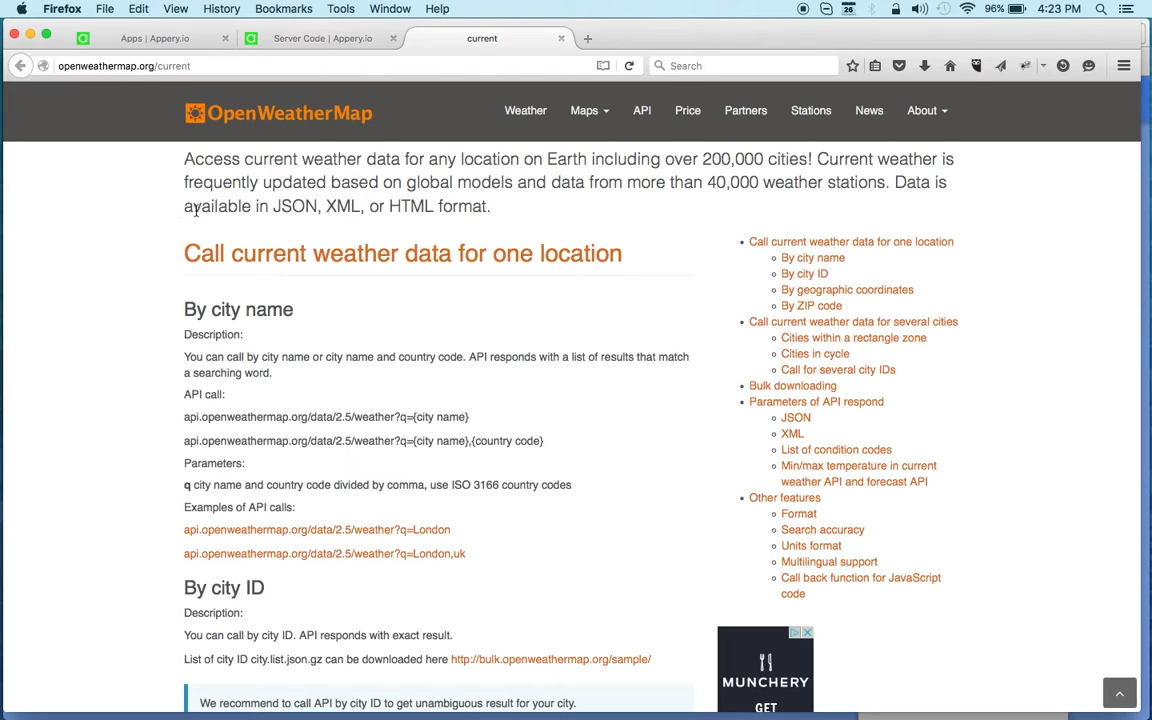 Firefox File Edit View History Bookmarks Tools Window Help 26 96% 4:23 PM
Apps | Appery.io Server Code | Appery.io current
openweathermap.org/current Search
OpenWeatherMap Weather Maps API Price Partners Stations News About
Access current weather data for any location on Earth including over 200,000 cities! Current weather is
frequently updated based on global models and data from more than 40,000 weather stations. Data is
available in JSON, XML, or HTML format.
Call current weather data for one location
By city name
Description:
You can call by city name or city name and country code. API responds with a list of results that match
a searching word.
API call:
api.openweathermap.org/data/2.5/weather?q={city name}
api.openweathermap.org/data/2.5/weather?q={city name},{country code}
Parameters:
q city name and country code divided by comma, use ISO 3166 country codes
Examples of API calls:
api.openweathermap.org/data/2.5/weather?q=London
api.openweathermap.org/data/2.5/weather?q=London,uk
By city ID
Description:
You can call by city ID. API responds with exact result.
List of city ID city.list.json.gz can be downloaded here http://bulk.openweathermap.org/sample/
We recommend to call API by city ID to get unambiguous result for your city.
Call current weather data for one location
By city name
By city ID
By geographic coordinates
By ZIP code
Call current weather data for several cities
Cities within a rectangle zone
Cities in cycle
Call for several city IDs
Bulk downloading
Parameters of API respond
JSON
XML
List of condition codes
Min/max temperature in current
weather API and forecast API
Other features
Format
Search accuracy
Units format
Multilingual support
Call back function for JavaScript
code
MUNCHERY
GET